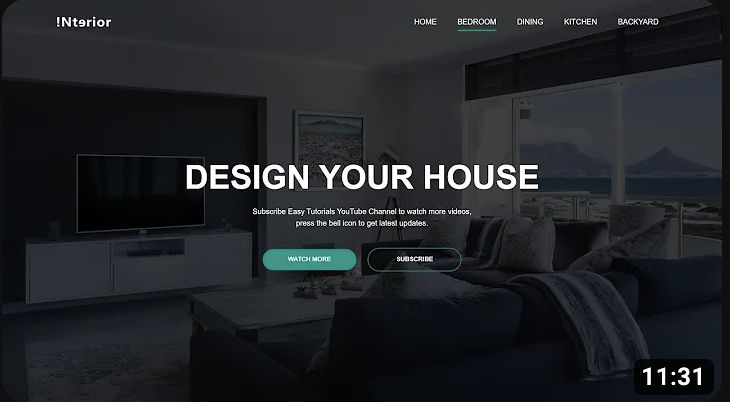 !Ntɘrior
HOME BEDROOM DINING KITCHEN BACKYARD
DESIGN YOUR HOUSE
Subscribe Easy Tutorials YouTube Channel to watch more videos,
press the bell icon to get latest updates.
WATCH MORE SUBSCRIBE
11:31